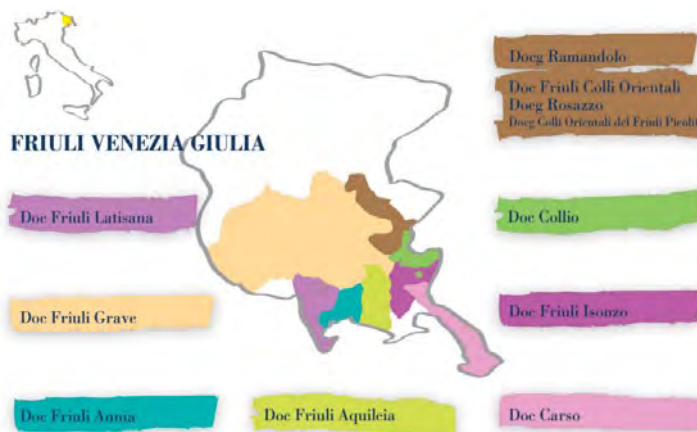 FRIULI VENEZIA GIULIA
Docg Ramandolo
Doc Friuli Colli Orientali
Docg Rosazzo
Docg Colli Orientali del Friuli
Doc Friuli Latisana
Doc Collio
Doc Friuli Grave
Doc Friuli Isonzo
Doc Friuli Annia
Doc Friuli Aquileia
Doc Carso